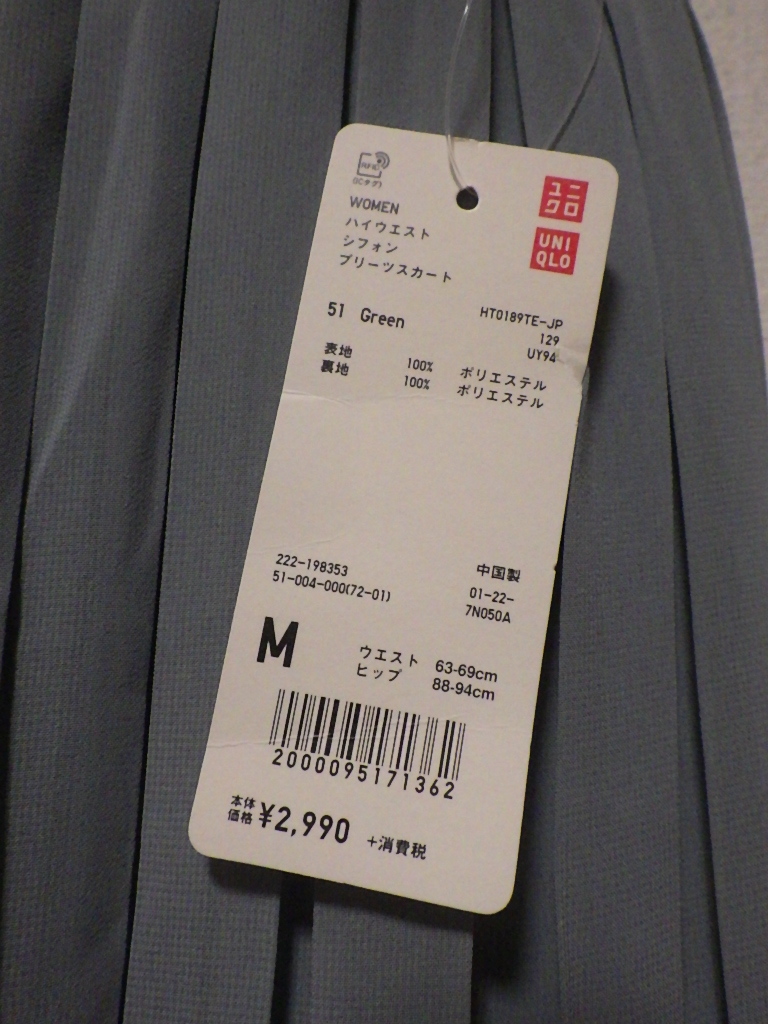 RFID
(ICタグ)
ユニ
クロ
UNI
QLO
WOMEN
ハイウエスト
シフォン
プリーツスカート
51 Green
HT0189TE-JP
129
UY94
表地 100% ポリエステル
裏地 100% ポリエステル
222-198353
51-004-000(72-01)
中国製
01-22-
7N050A
M
ウエスト 63-69cm
ヒップ 88-94cm
2000095171362
本体
価格 ¥2,990 +消費税